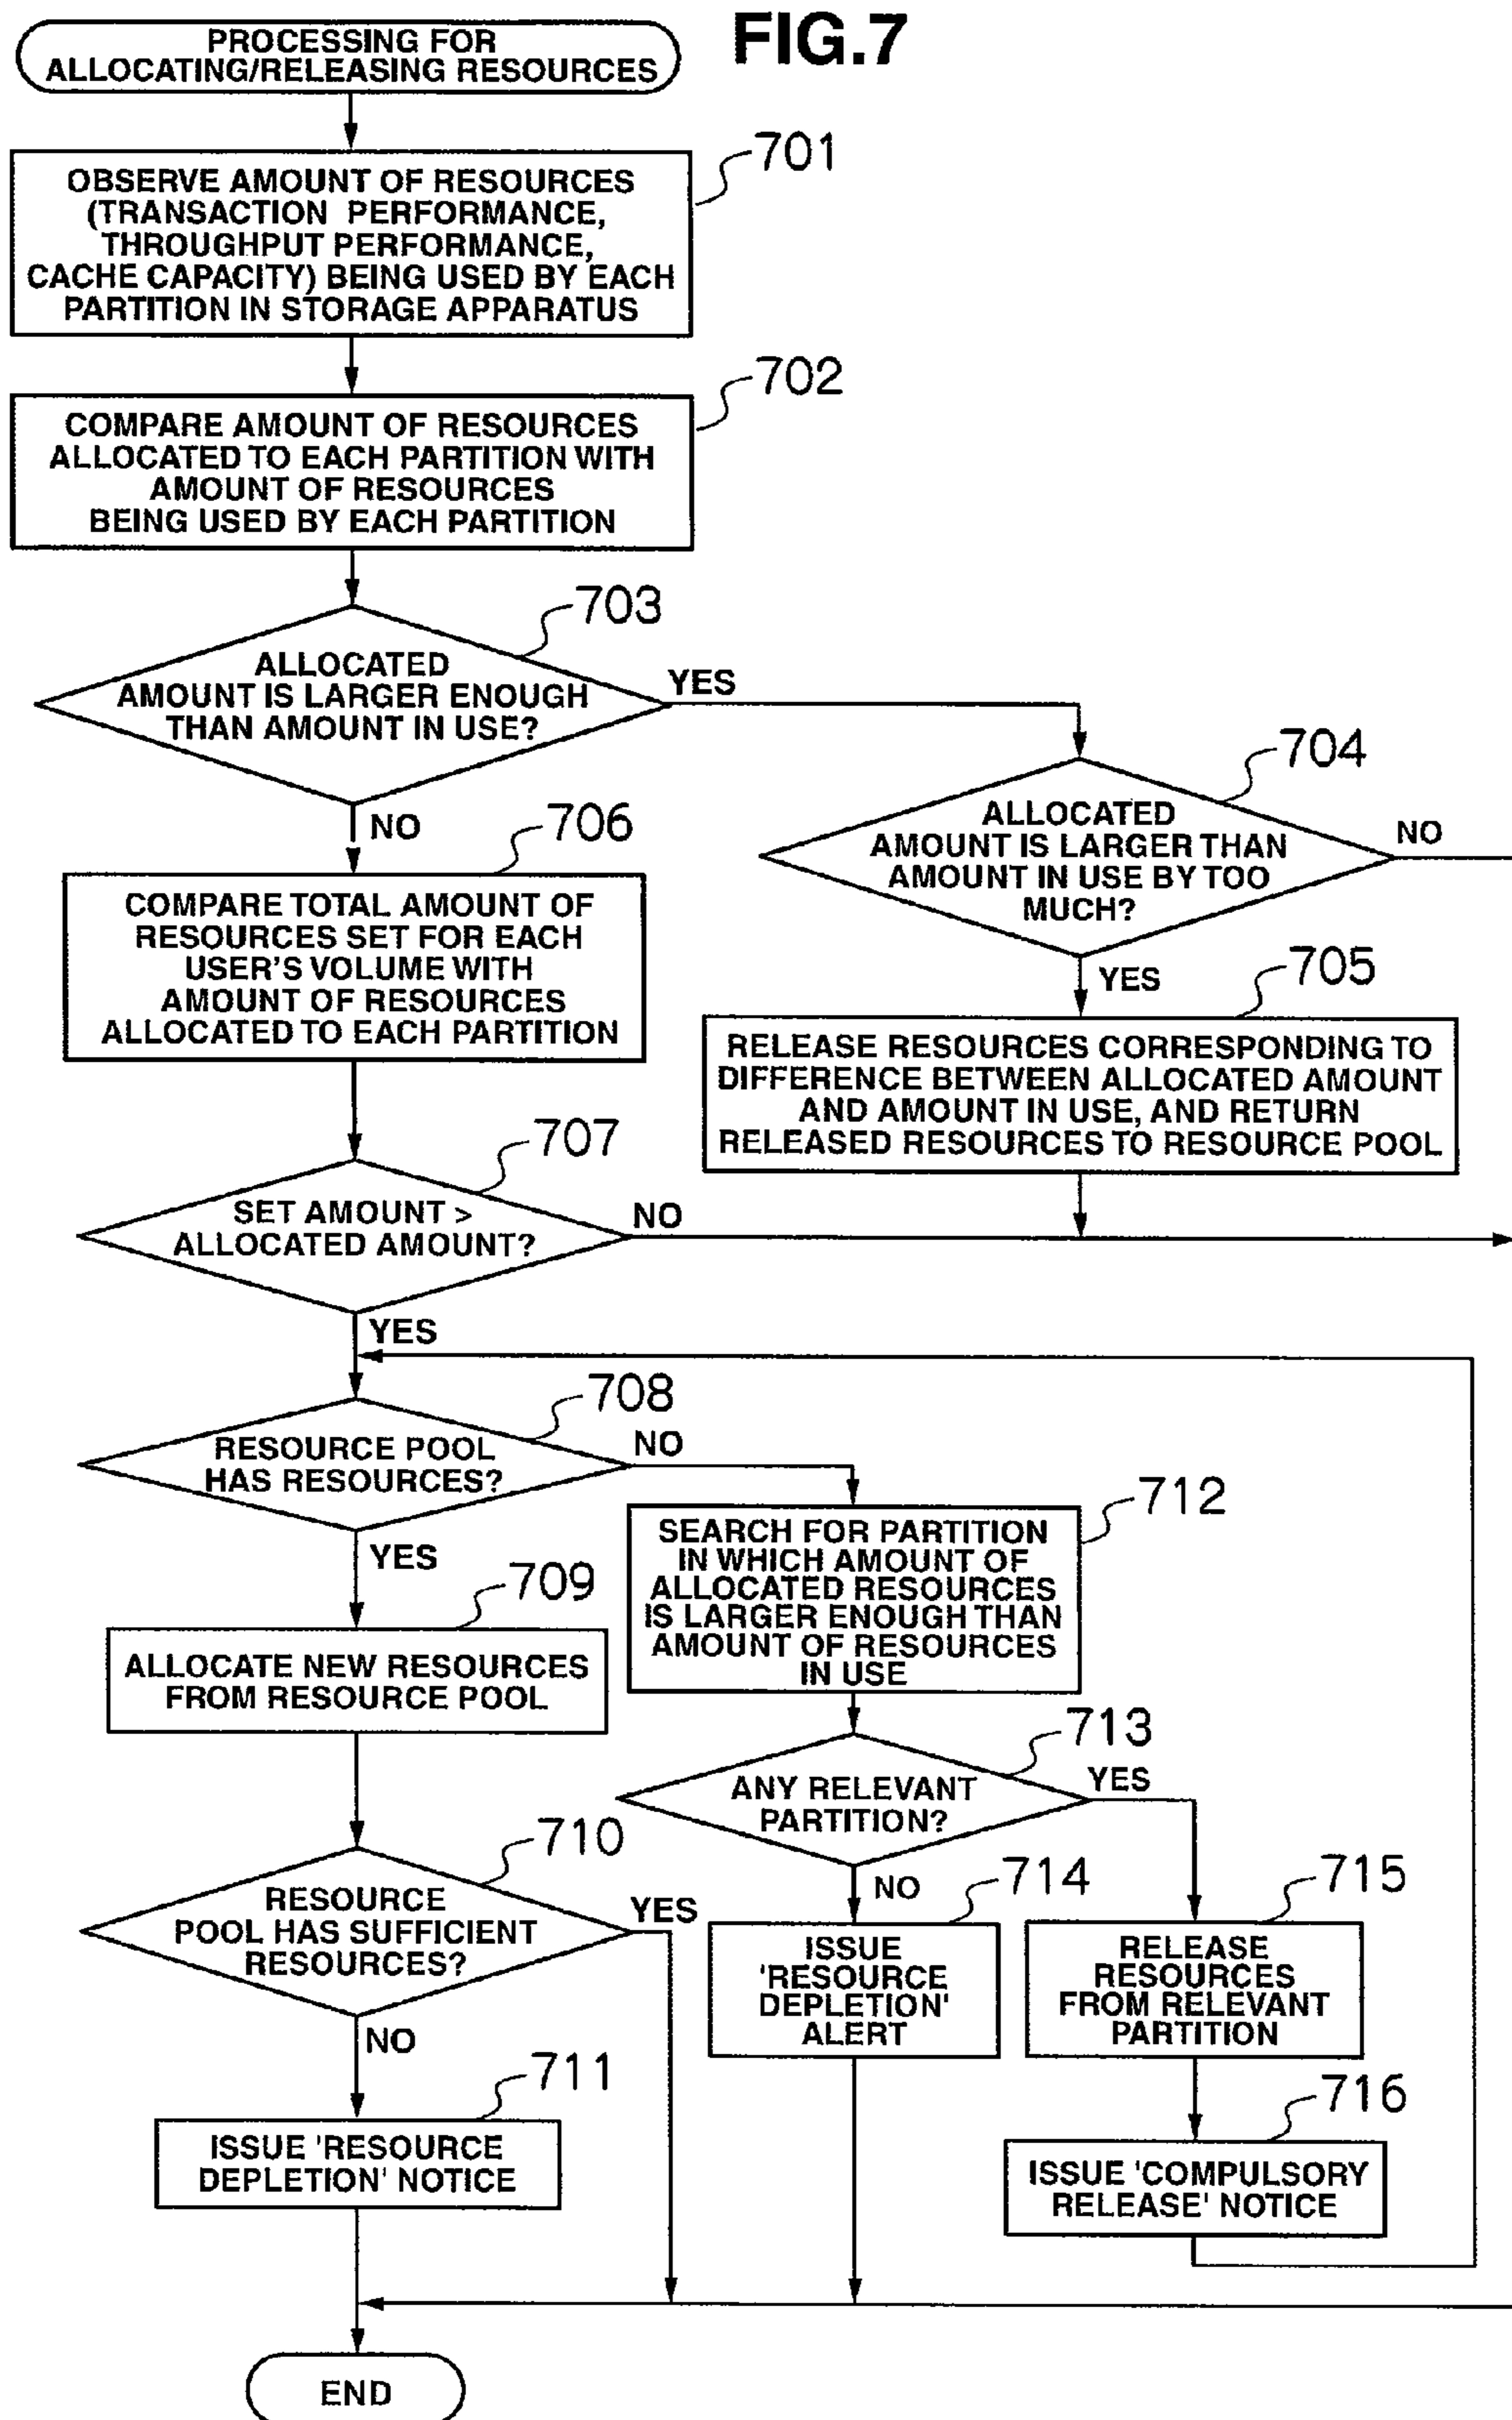 FIG.7
PROCESSING FOR
ALLOCATING/RELEASING RESOURCES
701
OBSERVE AMOUNT OF RESOURCES
(TRANSACTION PERFORMANCE,
THROUGHPUT PERFORMANCE,
CACHE CAPACITY) BEING USED BY EACH
PARTITION IN STORAGE APPARATUS
702
COMPARE AMOUNT OF RESOURCES
ALLOCATED TO EACH PARTITION WITH
AMOUNT OF RESOURCES
BEING USED BY EACH PARTITION
703
ALLOCATED
AMOUNT IS LARGER ENOUGH
THAN AMOUNT IN USE?
YES
NO
704
ALLOCATED
AMOUNT IS LARGER THAN
AMOUNT IN USE BY TOO
MUCH?
NO
YES
705
RELEASE RESOURCES CORRESPONDING TO
DIFFERENCE BETWEEN ALLOCATED AMOUNT
AND AMOUNT IN USE, AND RETURN
RELEASED RESOURCES TO RESOURCE POOL
706
COMPARE TOTAL AMOUNT OF
RESOURCES SET FOR EACH
USER'S VOLUME WITH
AMOUNT OF RESOURCES
ALLOCATED TO EACH PARTITION
707
SET AMOUNT >
ALLOCATED AMOUNT?
NO
YES
708
RESOURCE POOL
HAS RESOURCES?
NO
YES
709
ALLOCATE NEW RESOURCES
FROM RESOURCE POOL
710
RESOURCE
POOL HAS SUFFICIENT
RESOURCES?
YES
NO
711
ISSUE 'RESOURCE
DEPLETION' NOTICE
712
SEARCH FOR PARTITION
IN WHICH AMOUNT OF
ALLOCATED RESOURCES
IS LARGER ENOUGH THAN
AMOUNT OF RESOURCES
IN USE
713
ANY RELEVANT
PARTITION?
YES
NO
714
ISSUE
'RESOURCE
DEPLETION'
ALERT
715
RELEASE
RESOURCES
FROM RELEVANT
PARTITION
716
ISSUE 'COMPULSORY
RELEASE' NOTICE
END